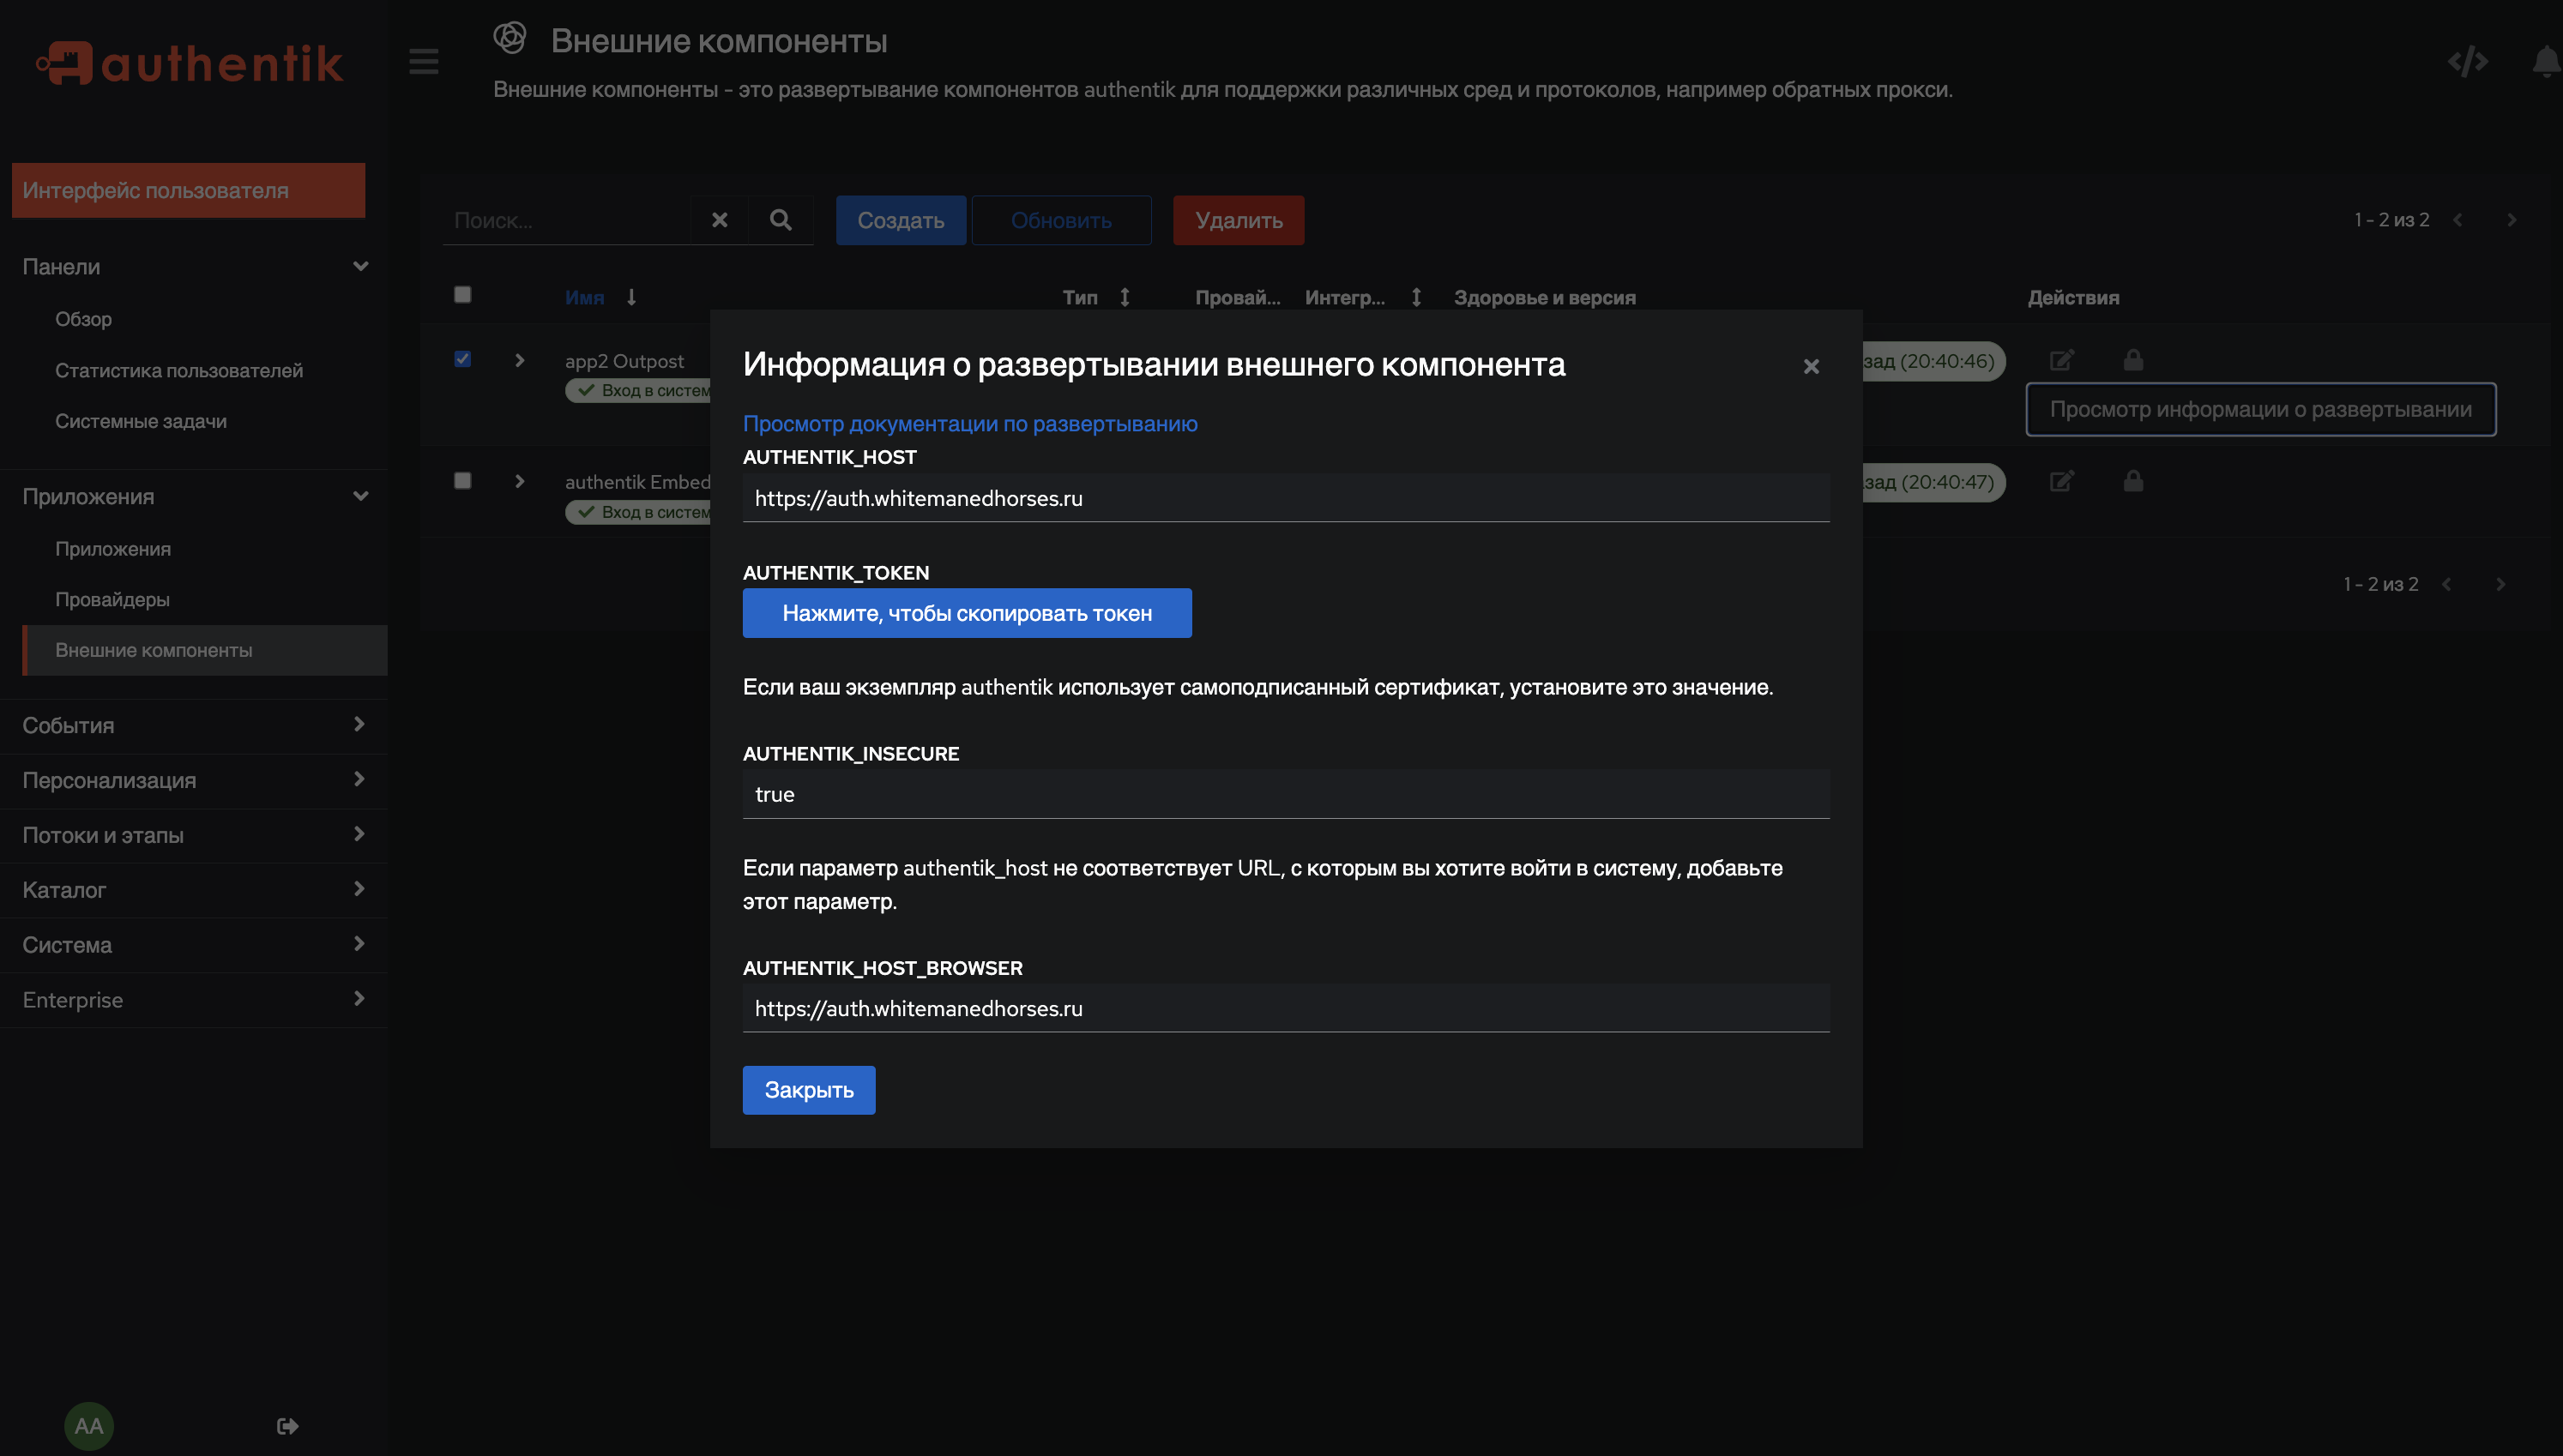 authentik
Внешние компоненты
Внешние компоненты - это развертывание компонентов authentik для поддержки различных сред и протоколов, например обратных прокси.
Интерфейс пользователя
Панели
Обзор
Статистика пользователей
Системные задачи
Приложения
Приложения
Провайдеры
Внешние компоненты
События
Персонализация
Потоки и этапы
Каталог
Система
Enterprise
AA
Поиск...
Создать
Обновить
Удалить
1 - 2 из 2
Имя
Тип
Провай...
Интегр...
Здоровье и версия
Действия
app2 Outpost
зад (20:40:46)
Вход в систем
Просмотр информации о развертывании
authentik Embed
зад (20:40:47)
Вход в систем
1 - 2 из 2
Информация о развертывании внешнего компонента
Просмотр документации по развертыванию
AUTHENTIK_HOST
https://auth.whitemanedhorses.ru
AUTHENTIK_TOKEN
Нажмите, чтобы скопировать токен
Если ваш экземпляр authentik использует самоподписанный сертификат, установите это значение.
AUTHENTIK_INSECURE
true
Если параметр authentik_host не соответствует URL, с которым вы хотите войти в систему, добавьте
этот параметр.
AUTHENTIK_HOST_BROWSER
https://auth.whitemanedhorses.ru
Закрыть